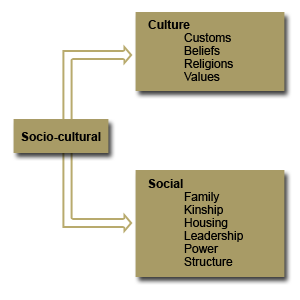 Culture
Customs
Beliefs
Religions
Values
Socio-cultural
Social
Family
Kinship
Housing
Leadership
Power
Structure